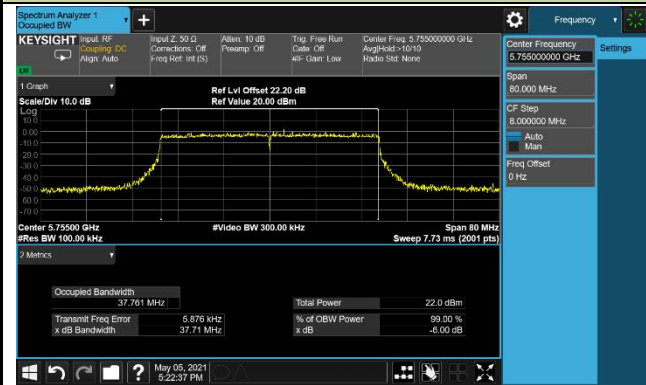 Spectrum Analyzer 1
Occupied BW
Frequency
KEYSIGHT
Input: RF
Coupling: DC
Align: Auto
Input Z: 50 Ω
Corrections: Off
Freq Ref: Int (S)
Atten: 10 dB
Preamp: Off
Trig: Free Run
Gate: Off
#IF Gain: Low
Center Freq: 5.755000000 GHz
Avg|Hold:>10/10
Radio Std: None
Center Frequency
5.755000000 GHz
Settings
Span
80.000 MHz
CF Step
8.000000 MHz
Auto
Man
Freq Offset
0 Hz
1 Graph
Scale/Div 10.0 dB
Ref Lvl Offset 22.20 dB
Ref Value 20.00 dBm
Log
10.0
0.00
-10.0
-20.0
-30.0
-40.0
-50.0
-60.0
-70.0
Center 5.75500 GHz
#Video BW 300.00 kHz
Span 80 MHz
#Res BW 100.00 kHz
Sweep 7.73 ms (2001 pts)
2 Metrics
Occupied Bandwidth
37.761 MHz
Total Power 22.0 dBm
Transmit Freq Error 5.876 kHz
% of OBW Power 99.00 %
x dB Bandwidth 37.71 MHz
x dB -6.00 dB
May 05, 2021
5:22:37 PM